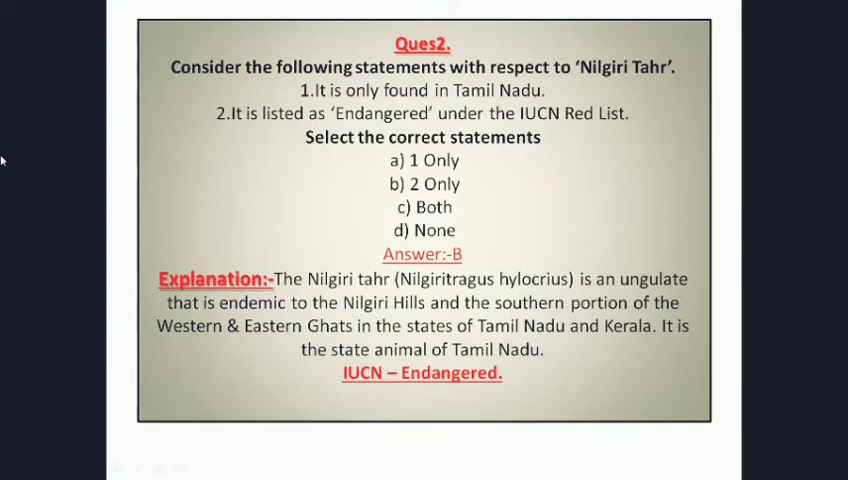 Ques2.
Consider the following statements with respect to ‘Nilgiri Tahr’.
1.It is only found in Tamil Nadu.
2.It is listed as ‘Endangered’ under the IUCN Red List.
Select the correct statements
a) 1 Only
b) 2 Only
c) Both
d) None
Answer:-B
Explanation:-The Nilgiri tahr (Nilgiritragus hylocrius) is an ungulate
that is endemic to the Nilgiri Hills and the southern portion of the
Western & Eastern Ghats in the states of Tamil Nadu and Kerala. It is
the state animal of Tamil Nadu.
IUCN – Endangered.